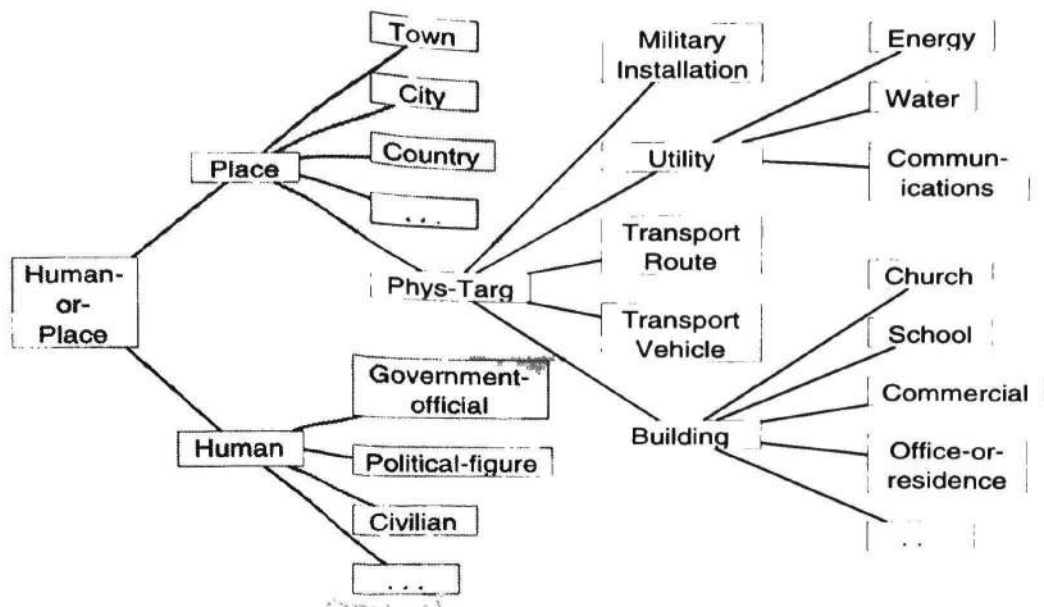 Town
City
Country
...
Place
Human-
or-
Place
Human
Government-
official
Political-figure
Civilian
...
Phys-Targ
Military
Installation
Utility
Transport
Route
Transport
Vehicle
Building
Energy
Water
Commun-
ications
Church
School
Commercial
Office-or-
residence
. .